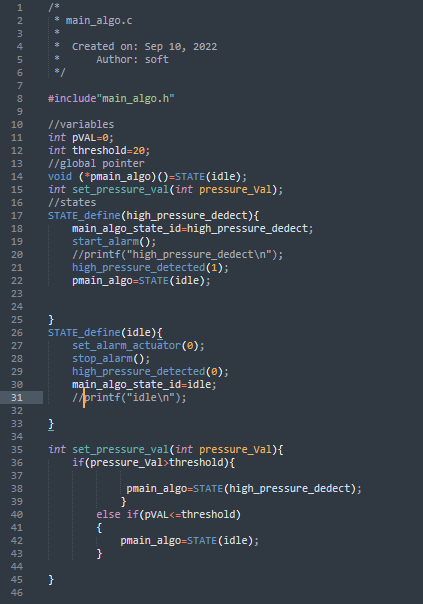 1 /*
2 * main_algo.c
3 *
4 * Created on: Sep 10, 2022
5 * Author: soft
6 */
7
8 #include"main_algo.h"
9
10 //variables
11 int pVAL=0;
12 int threshold=20;
13 //global pointer
14 void (*pmain_algo)()=STATE(idle);
15 int set_pressure_val(int pressure_Val);
16 //states
17 STATE_define(high_pressure_dedect){
18 main_algo_state_id=high_pressure_dedect;
19 start_alarm();
20 //printf("high_pressure_dedect\n");
21 high_pressure_detected(1);
22 pmain_algo=STATE(idle);
23
24
25 }
26 STATE_define(idle){
27 set_alarm_actuator(0);
28 stop_alarm();
29 high_pressure_detected(0);
30 main_algo_state_id=idle;
31 //printf("idle\n");
32
33 }
34
35 int set_pressure_val(int pressure_Val){
36 if(pressure_Val>threshold){
37
38 pmain_algo=STATE(high_pressure_dedect);
39 }
40 else if(pVAL<=threshold)
41 {
42 pmain_algo=STATE(idle);
43 }
44
45 }
46